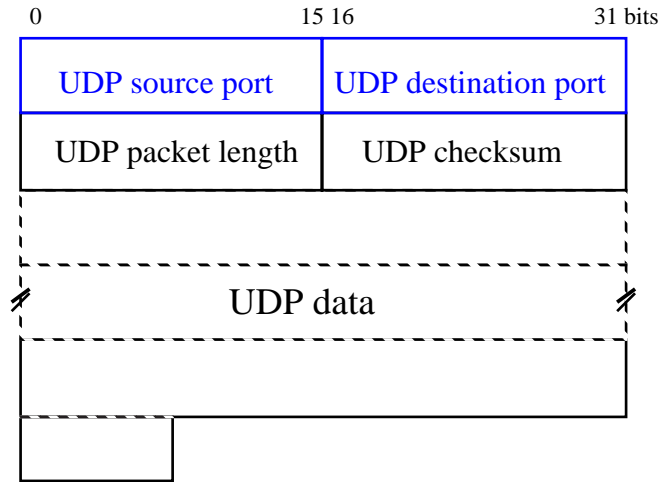 0 15 16 31 bits
UDP source port UDP destination port
UDP packet length UDP checksum
UDP data